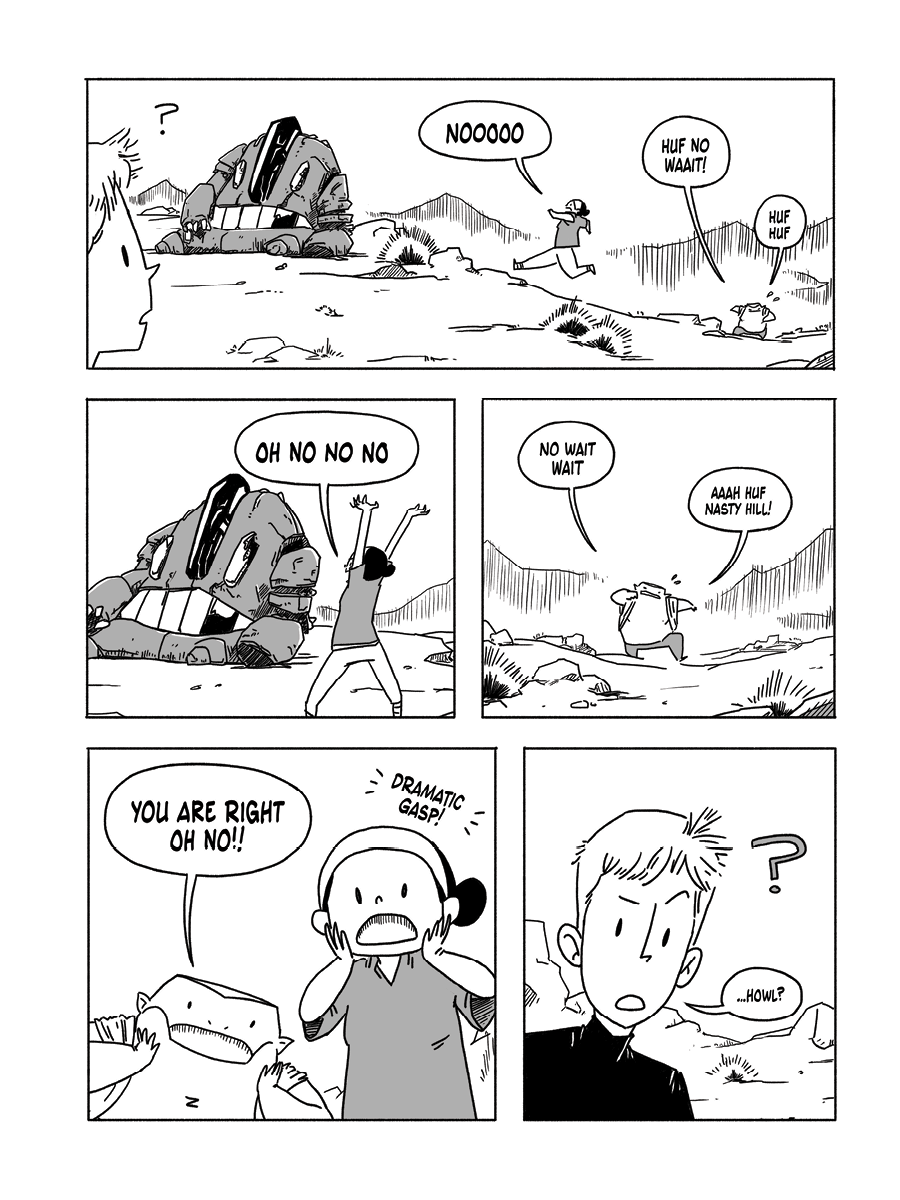 ?
NOOOOO
HUF NO
WAAIT!
HUF
HUF
OH NO NO NO
NO WAIT
WAIT
AAAH HUF
NASTY HILL!
YOU ARE RIGHT
OH NO!!
DRAMATIC
GASP!
?
...HOWL?